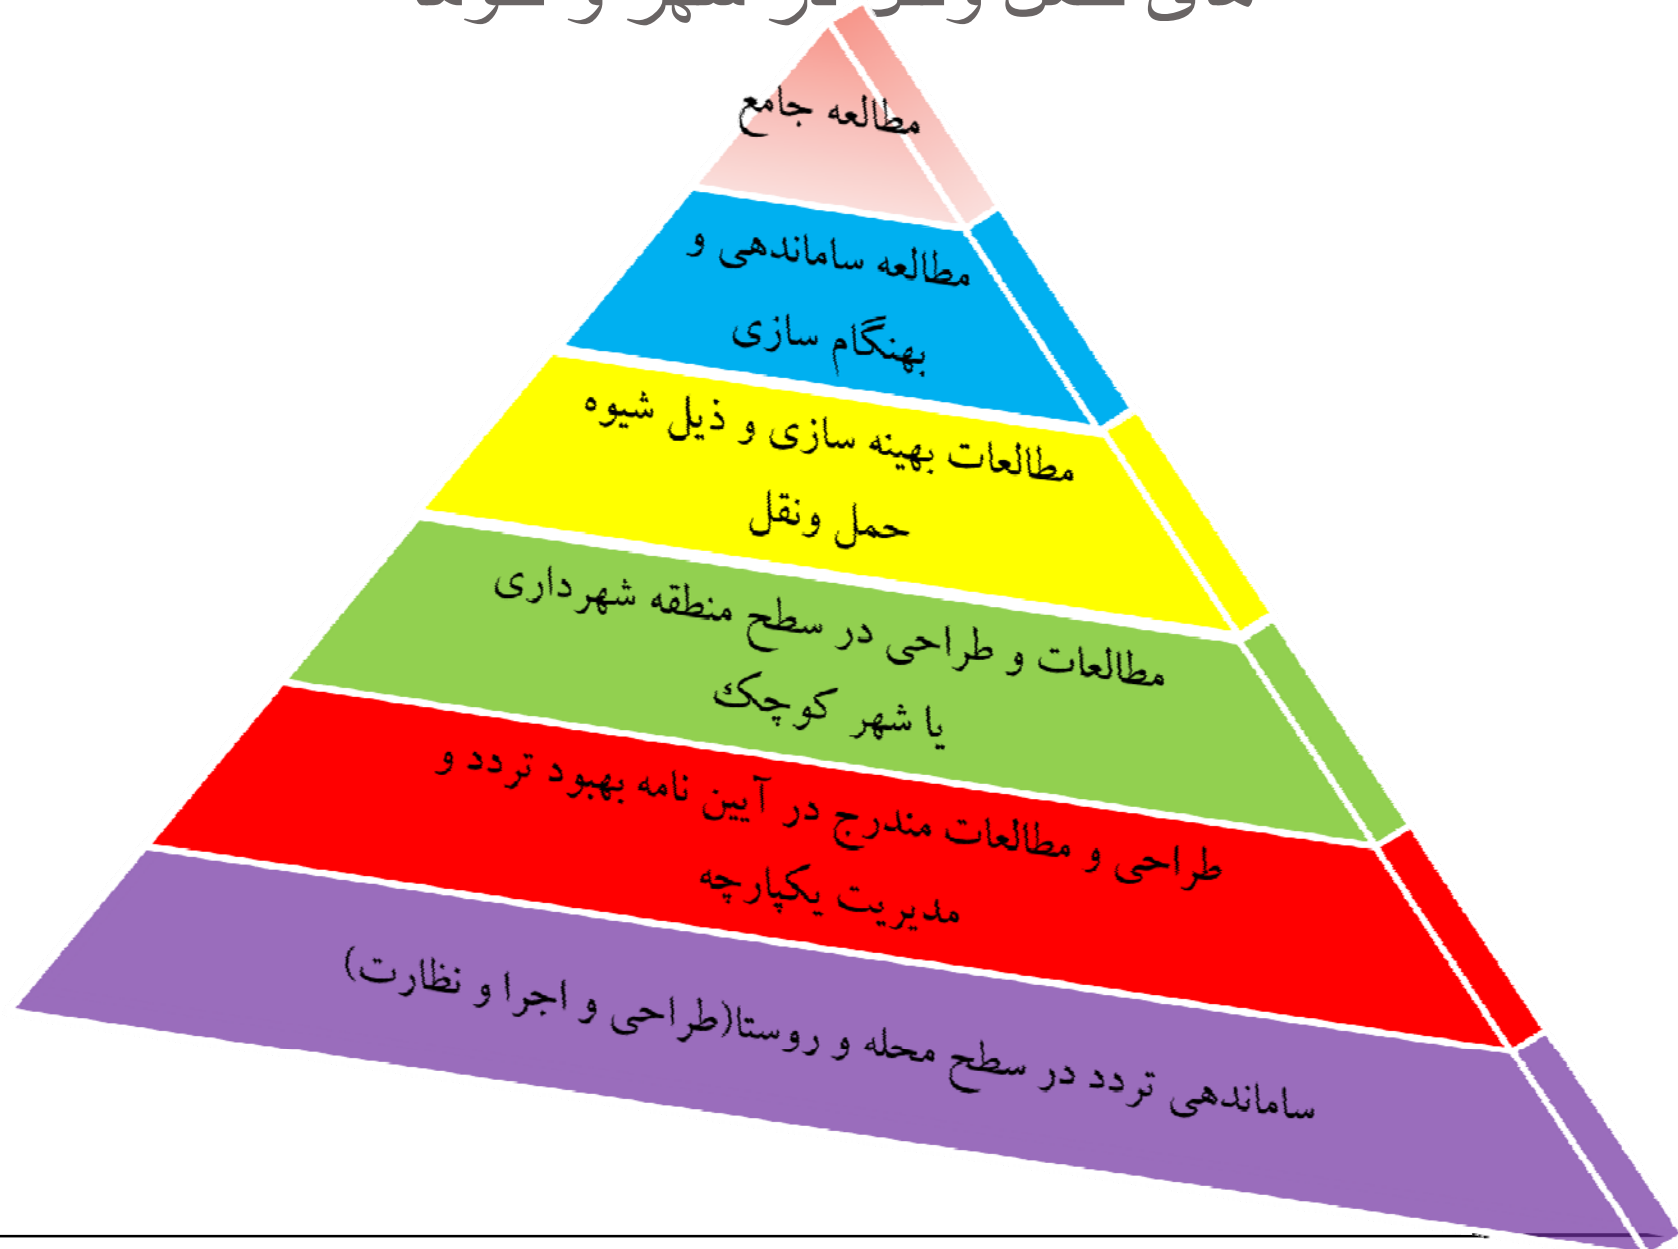 در شهر و
مطالعه جامع
مطالعه ساماندهی و
بهنگام سازی
مطالعات بهینه سازی و ذیل شیوه
حمل ونقل
مطالعات و طراحی در سطح منطقه شهرداری
یا شهر کوچک
طراحی و مطالعات مندرج در آیین نامه بهبود تردد و
مدیریت یکپارچه
ساماندهی تردد در سطح محله و روستا(طراحی و اجرا و نظارت)